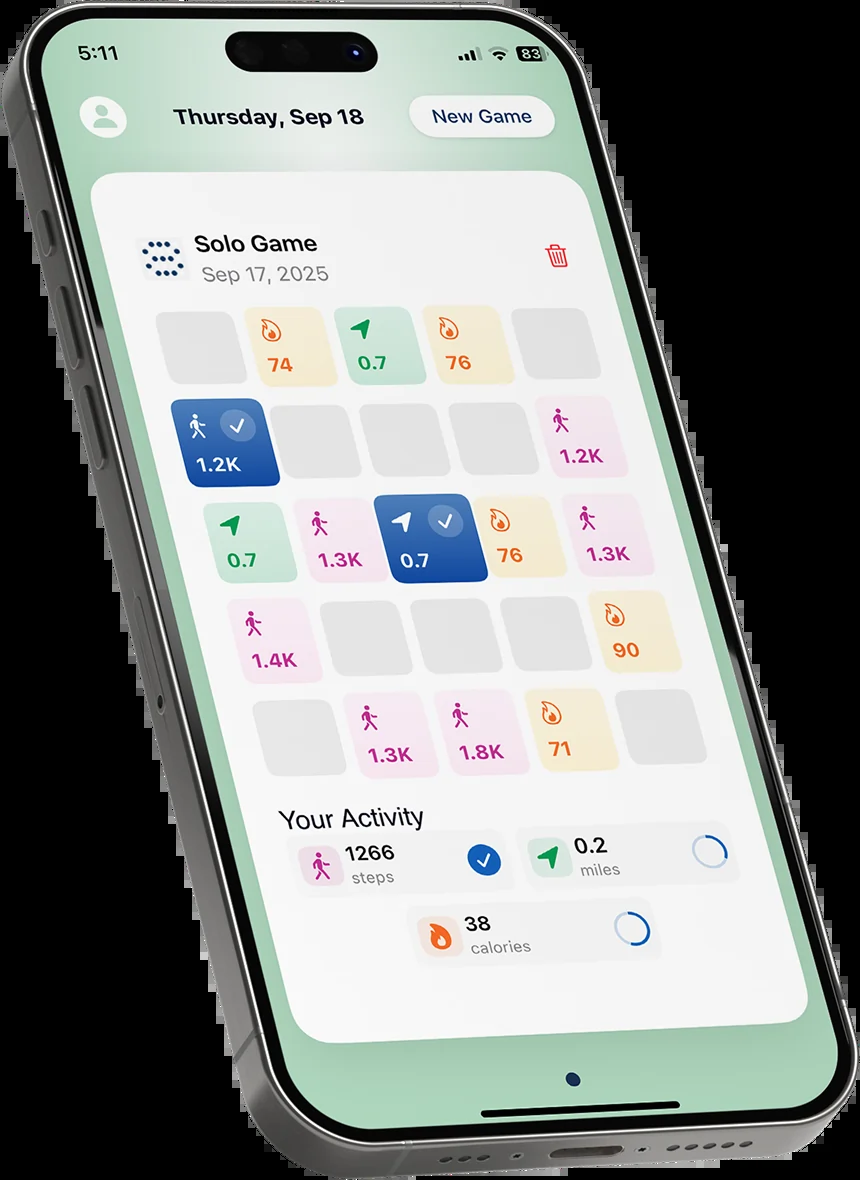 5:11 83
Thursday, Sep 18 New Game
Solo Game
Sep 17, 2025
74 0.7 76
1.2K 1.2K
0.7 1.3K 0.7 76 1.3K
1.4K 90
1.3K 1.8K 71
Your Activity
1266 0.2
steps miles
38
calories